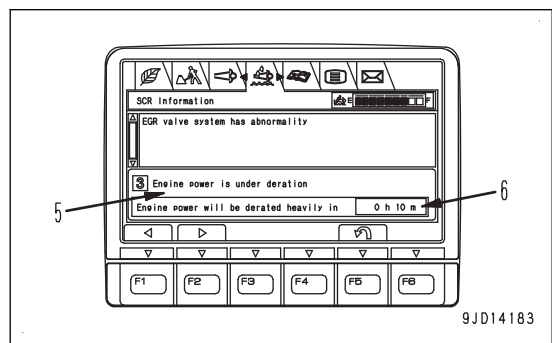 SCR Information
E F
EGR valve system has abnormality
3 Engine power is under deration
5
6
Engine power will be derated heavily in 0 h 10 m
F1 F2 F3 F4 F5 F6
9JD14183